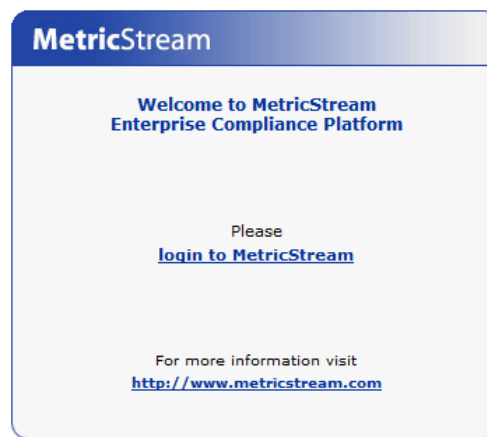 MetricStream
Welcome to MetricStream
Enterprise Compliance Platform
Please
login to MetricStream
For more information visit
http://www.metricstream.com